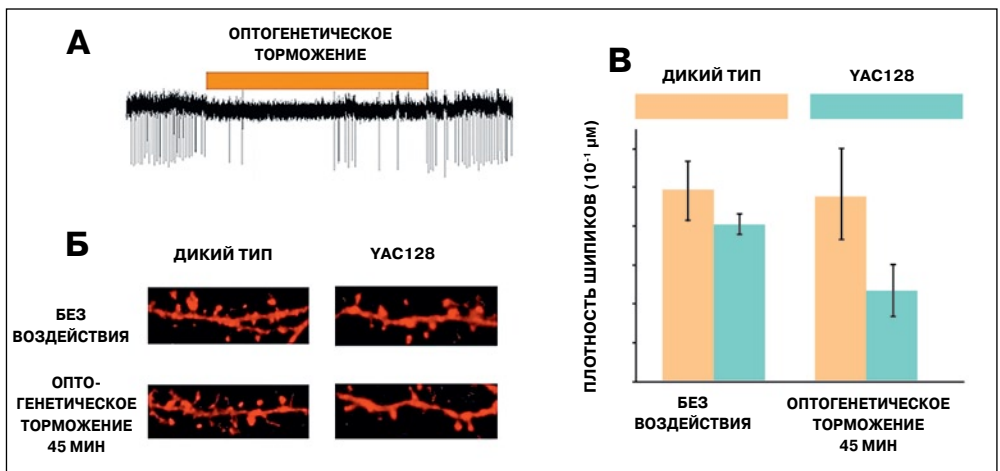 А
ОПТОГЕНЕТИЧЕСКОЕ
ТОРМОЖЕНИЕ
Б
ДИКИЙ ТИП
YAC128
БЕЗ
ВОЗДЕЙСТВИЯ
ОПТО-
ГЕНЕТИЧЕСКОЕ
ТОРМОЖЕНИЕ
45 МИН
В
ДИКИЙ ТИП
YAC128
ПЛОТНОСТЬ ШИПИКОВ (10⁻¹ μм)
БЕЗ
ВОЗДЕЙСТВИЯ
ОПТОГЕНЕТИЧЕСКОЕ
ТОРМОЖЕНИЕ
45 МИН